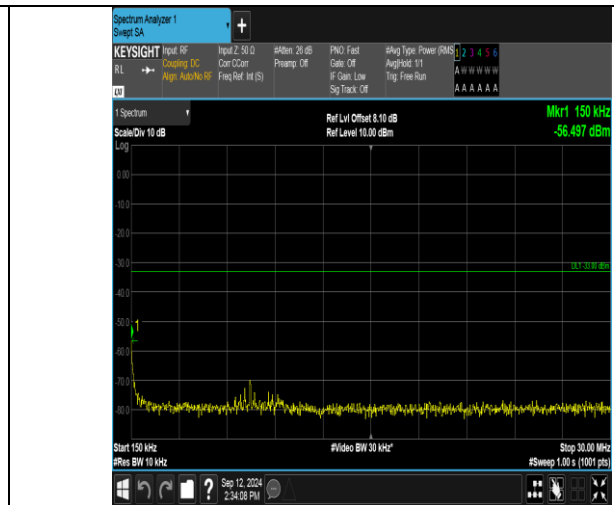 Spectrum Analyzer 1
Swept SA
+
KEYSIGHT Input: RF Input Z: 50 Ω #Atten: 26 dB PNO: Fast #Avg Type: Power (RMS 1 2 3 4 5 6
RL Coupling: DC Corr CCorr Preamp: Off Gate: Off Avg|Hold: 1/1 A W W W W W
Align: Auto/No RF Freq Ref: Int (S) IF Gain: Low Trig: Free Run
Sig Track: Off A A A A A A
LXI
1 Spectrum Ref Lvl Offset 8.10 dB Mkr1 150 kHz
Scale/Div 10 dB Ref Level 10.00 dBm -56.497 dBm
Log
0.00
-10.0
-20.0
-30.0
DL1 -33.00 dBm
-40.0
-50.0
1
-60.0
-70.0
-80.0
Start 150 kHz #Video BW 30 kHz* Stop 30.00 MHz
#Res BW 10 kHz #Sweep 1.00 s (1001 pts)
? Sep 12, 2024
2:34:08 PM